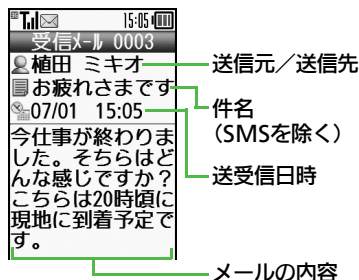 15:05
受信メール 0003
植田 ミキオ
送信元／送信先
お疲れさまです
件名
（SMSを除く）
07/01 15:05
送受信日時
今仕事が終わりま
した。そちらはど
んな感じですか？
こちらは20時頃に
現地に到着予定で
す。
メールの内容